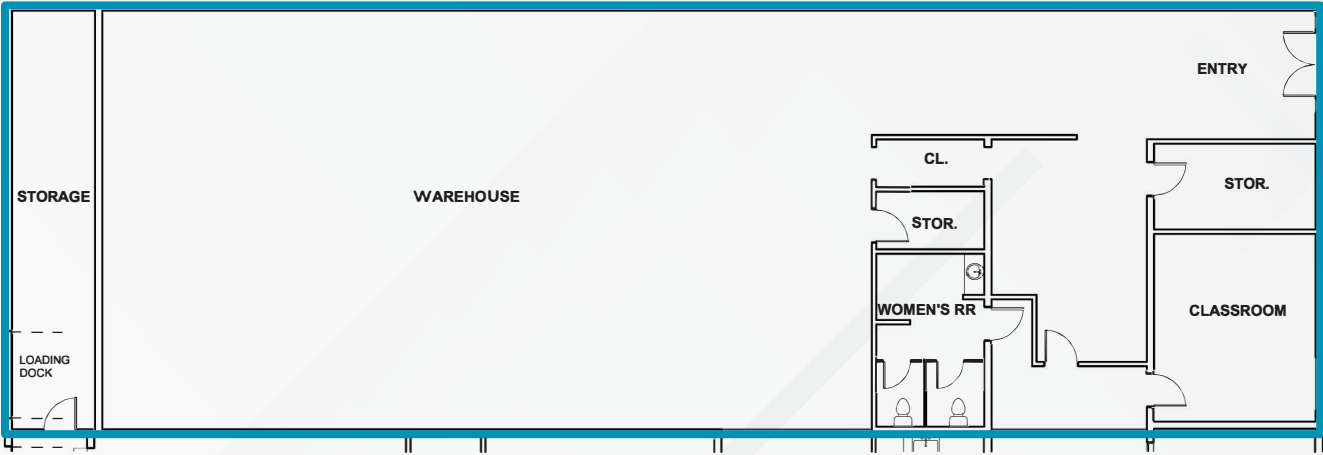 ENTRY
CL.
STORAGE
WAREHOUSE
STOR.
STOR.
WOMEN'S RR
CLASSROOM
LOADING
DOCK